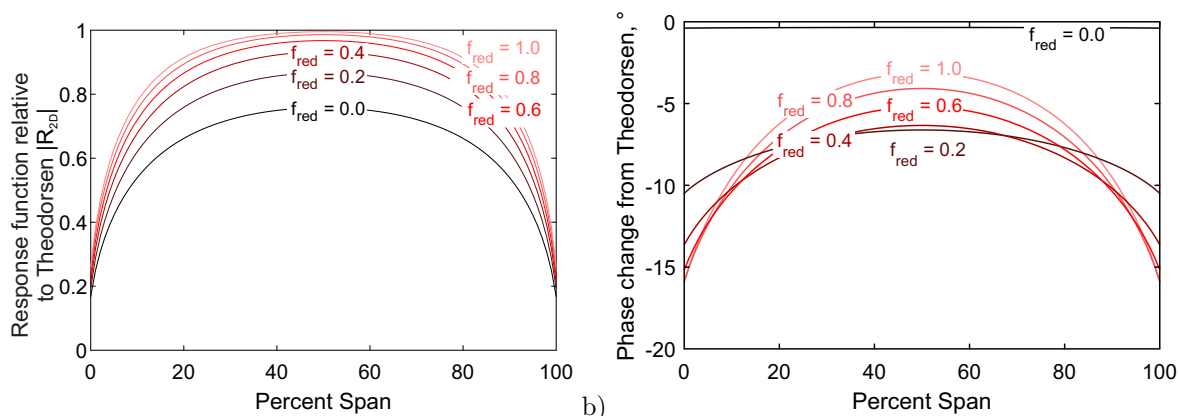 Response function relative
to Theodorsen |R2D|
1
0.8
0.6
0.4
0.2
0
fred = 1.0
fred = 0.8
fred = 0.6
fred = 0.4
fred = 0.2
fred = 0.0
0 20 40 60 80 100
Percent Span
b)
Phase change from Theodorsen, °
0
-5
-10
-15
-20
fred = 0.0
fred = 1.0
fred = 0.8
fred = 0.6
fred = 0.4
fred = 0.2
0 20 40 60 80 100
Percent Span